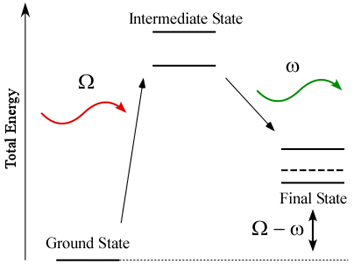 Intermediate State
Ω
ω
Total Energy
Final State
Ω − ω
Ground State